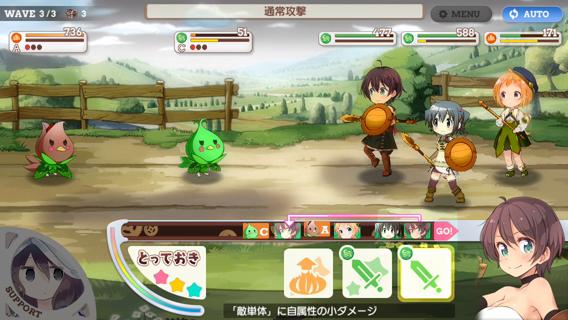 WAVE 3/3 3
通常攻撃
MENU
AUTO
736
A
51
C
477
588
171
C A GO!
とっておき
SUPPORT
「敵単体」に自属性の小ダメージ